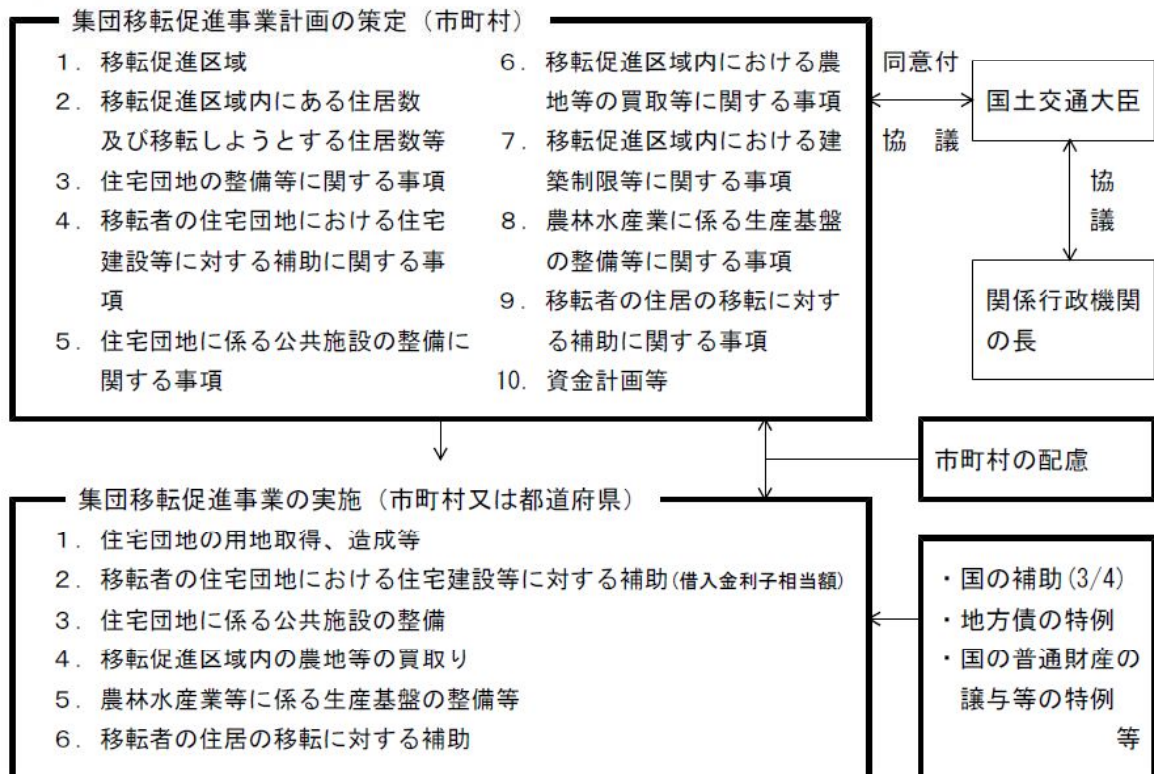 集団移転促進事業計画の策定（市町村）
１．移転促進区域
２．移転促進区域内にある住居数
及び移転しようとする住居数等
３．住宅団地の整備等に関する事項
４．移転者の住宅団地における住宅
建設等に対する補助に関する事
項
５．住宅団地に係る公共施設の整備に
関する事項
６．移転促進区域内における農
地等の買取等に関する事項
７．移転促進区域内における建
築制限等に関する事項
８．農林水産業に係る生産基盤
の整備等に関する事項
９．移転者の住居の移転に対す
る補助に関する事項
10．資金計画等
同意付
協　議
国土交通大臣
協
議
関係行政機関
の長
市町村の配慮
集団移転促進事業の実施（市町村又は都道府県）
１．住宅団地の用地取得、造成等
２．移転者の住宅団地における住宅建設等に対する補助(借入金利子相当額)
３．住宅団地に係る公共施設の整備
４．移転促進区域内の農地等の買取り
５．農林水産業等に係る生産基盤の整備等
６．移転者の住居の移転に対する補助
・国の補助(3/4)
・地方債の特例
・国の普通財産の
譲与等の特例
等